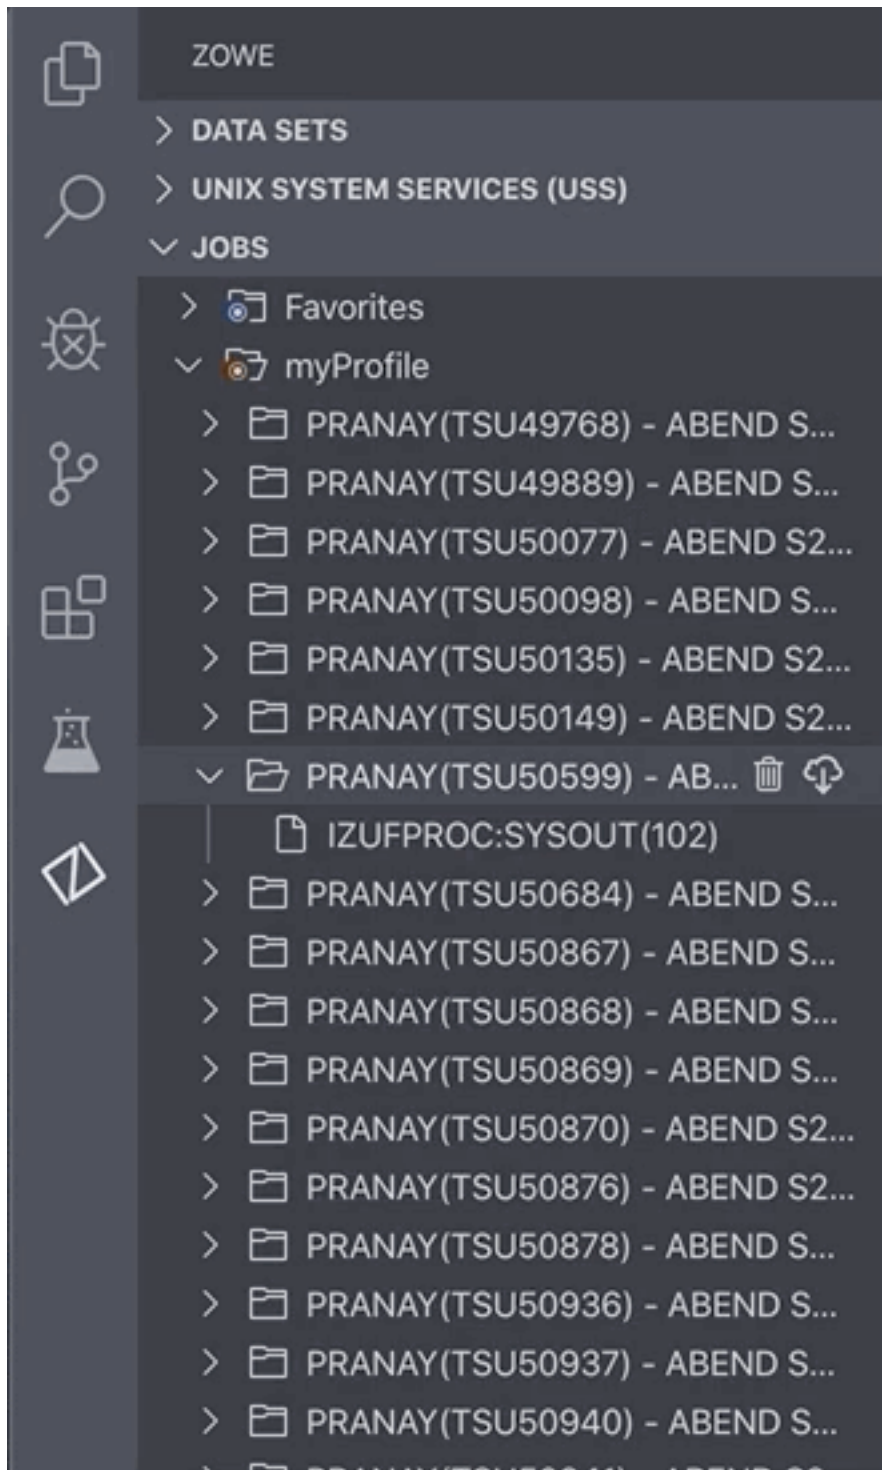 ZOWE
DATA SETS
UNIX SYSTEM SERVICES (USS)
JOBS
Favorites
myProfile
PRANAY(TSU49768) - ABEND S...
PRANAY(TSU49889) - ABEND S...
PRANAY(TSU50077) - ABEND S2...
PRANAY(TSU50098) - ABEND S...
PRANAY(TSU50135) - ABEND S2...
PRANAY(TSU50149) - ABEND S2...
PRANAY(TSU50599) - AB...
IZUFPROC:SYSOUT(102)
PRANAY(TSU50684) - ABEND S...
PRANAY(TSU50867) - ABEND S...
PRANAY(TSU50868) - ABEND S...
PRANAY(TSU50869) - ABEND S...
PRANAY(TSU50870) - ABEND S2...
PRANAY(TSU50876) - ABEND S2...
PRANAY(TSU50878) - ABEND S...
PRANAY(TSU50936) - ABEND S...
PRANAY(TSU50937) - ABEND S...
PRANAY(TSU50940) - ABEND S...